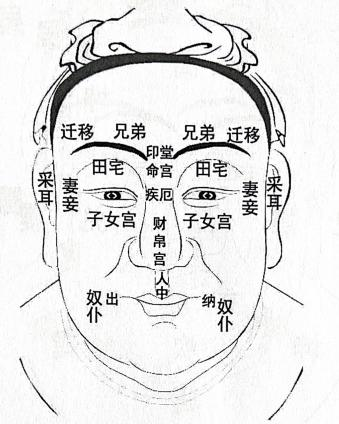 迁移 兄弟 兄弟 迁移
印堂
命宫
田宅 田宅
疾厄
采耳 妻妾 妻妾 采耳
子女宫 子女宫
财帛宫
人中
奴仆 出 纳 奴仆